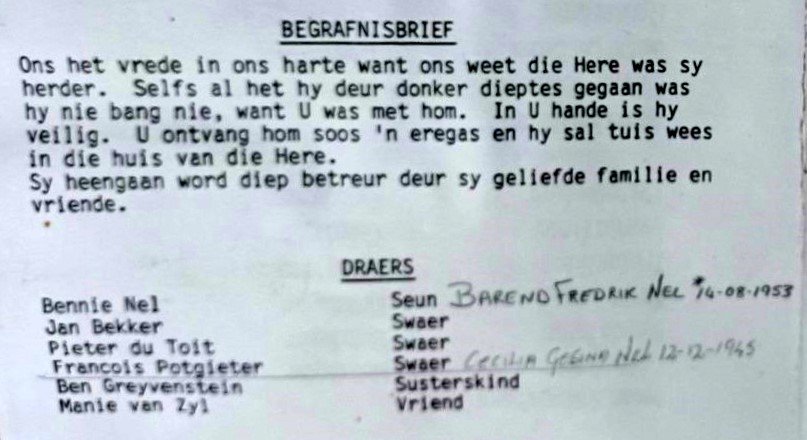 BEGRAFNISBRIEF
Ons het vrede in ons harte want ons weet die Here was sy
herder. Selfs al het hy deur donker dieptes gegaan was
hy nie bang nie, want U was met hom. In U hande is hy
veilig. U ontvang hom soos 'n eregas en hy sal tuis wees
in die huis van die Here.
Sy heengaan word diep betreur deur sy geliefde familie en
vriende.
DRAERS
Bennie Nel Seun BAREND FREDRIK NEL *14-08-1953
Jan Bekker Swaer
Pieter du Toit Swaer
Francois Potgieter Swaer CECILIA GESINA NEL 12-12-1945
Ben Greyvenstein Susterskind
Manie van Zyl Vriend